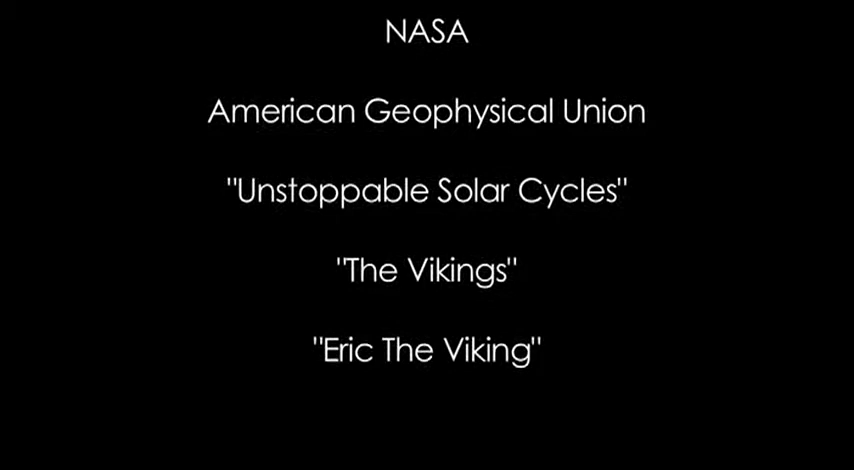 NASA
American Geophysical Union
"Unstoppable Solar Cycles"
'The Vikings"
"Eric The Viking"